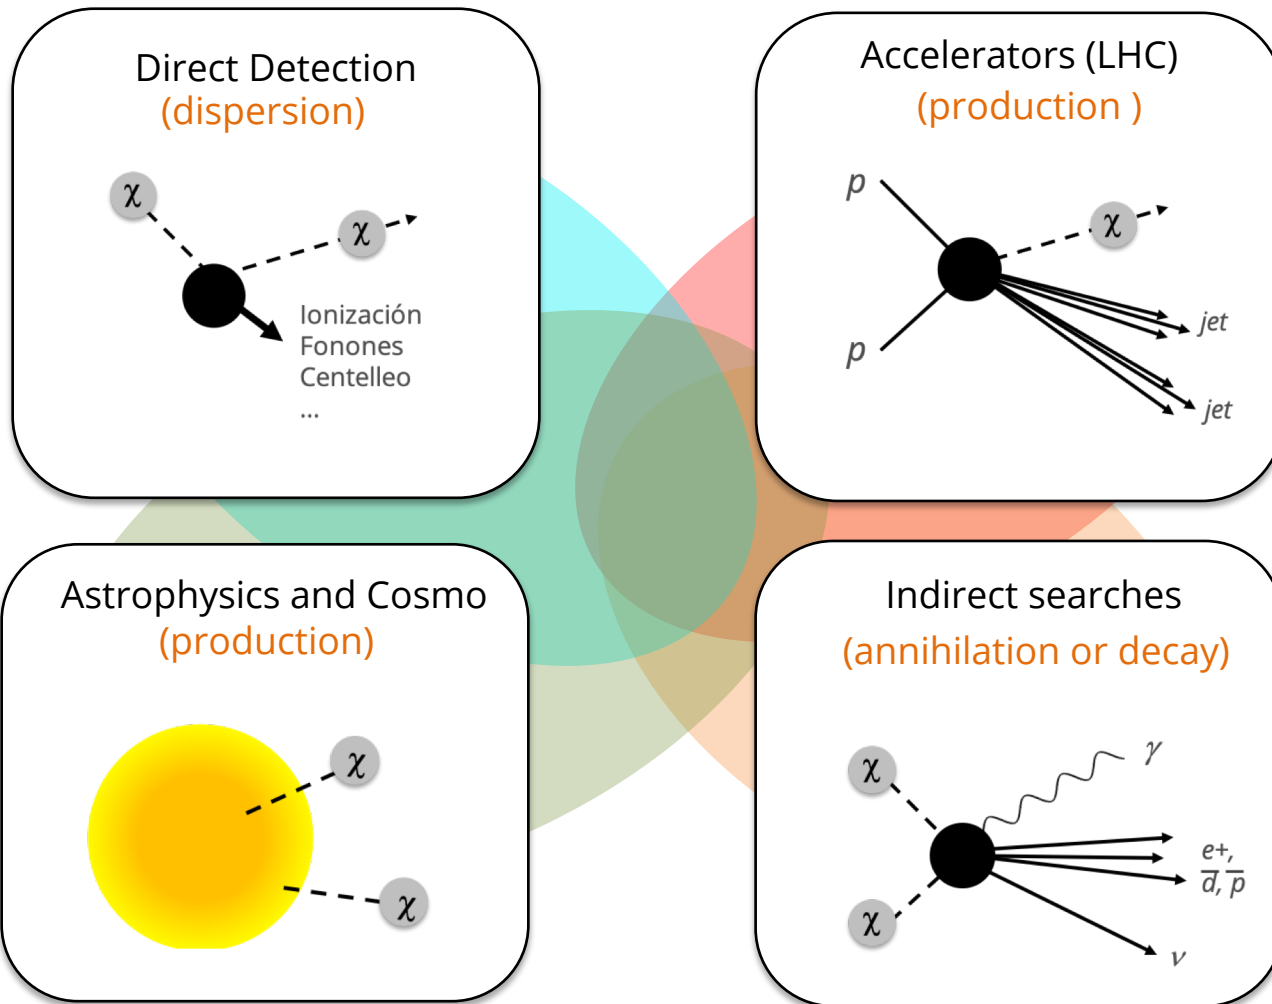 Direct Detection
(dispersion)
χ
χ
Ionización
Fonones
Centelleo
...
Accelerators (LHC)
(production )
p
χ
p
jet
jet
Astrophysics and Cosmo
(production)
χ
χ
Indirect searches
(annihilation or decay)
χ
γ
e+,
d̅, p̅
χ
ν